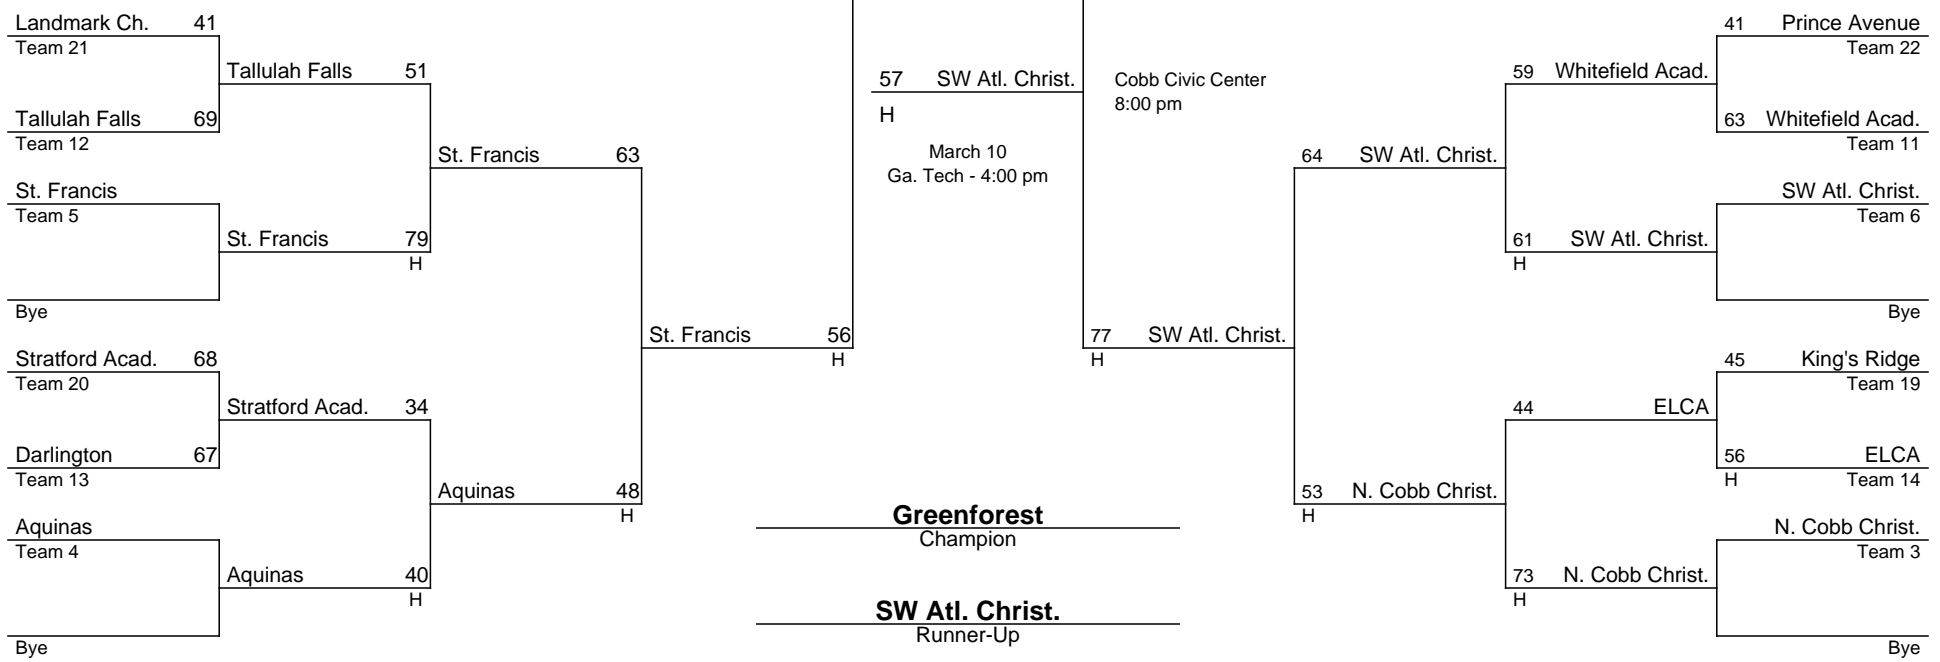 Landmark Ch. 41
Team 21
Tallulah Falls 51
Tallulah Falls 69
Team 12
St. Francis 63
St. Francis
Team 5
St. Francis 79
H
Bye
St. Francis 56
H
Stratford Acad. 68
Team 20
Stratford Acad. 34
Darlington 67
Team 13
Aquinas 48
H
Aquinas
Team 4
Aquinas 40
H
Bye
57 SW Atl. Christ.
H
March 10
Ga. Tech - 4:00 pm
Cobb Civic Center
8:00 pm
Greenforest
Champion
SW Atl. Christ.
Runner-Up
41 Prince Avenue
Team 22
59 Whitefield Acad.
63 Whitefield Acad.
Team 11
64 SW Atl. Christ.
SW Atl. Christ.
Team 6
61 SW Atl. Christ.
H
Bye
77 SW Atl. Christ.
H
45 King's Ridge
Team 19
44 ELCA
56 ELCA
H Team 14
53 N. Cobb Christ.
H
N. Cobb Christ.
Team 3
73 N. Cobb Christ.
H
Bye